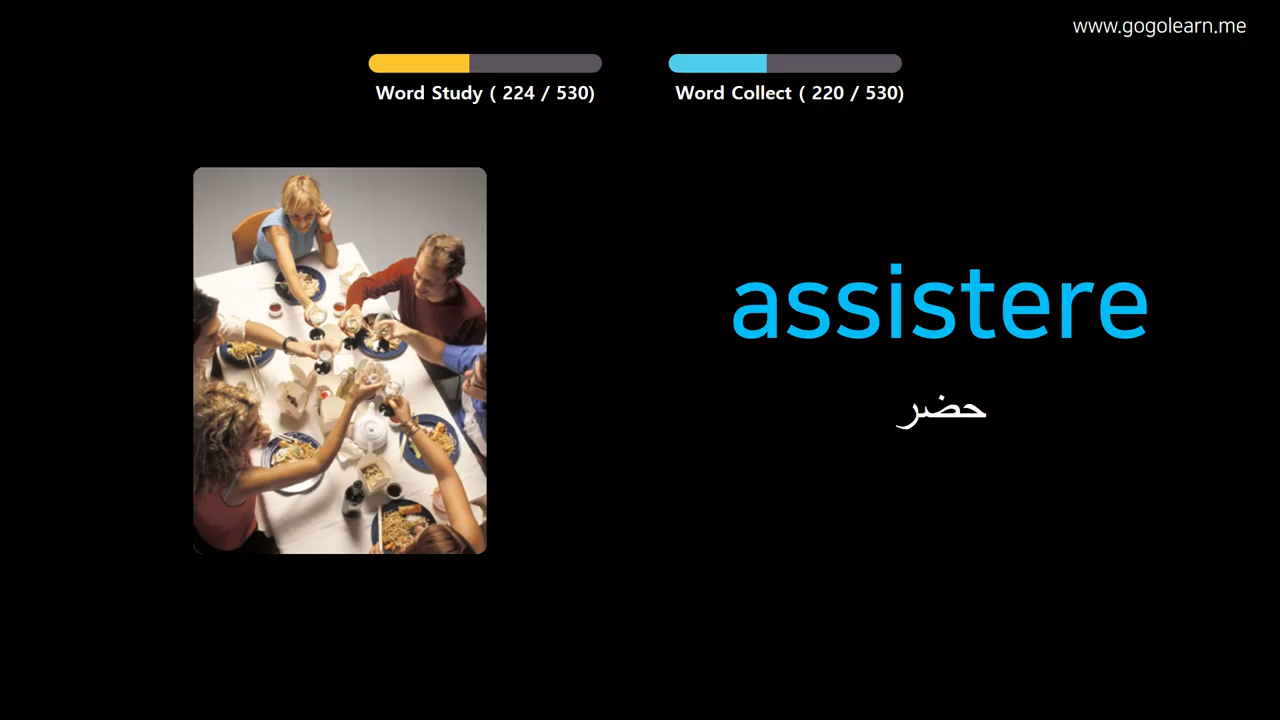 www.gogolearn.me
Word Study ( 224 / 530)
Word Collect ( 220 / 530)
assistere
حضر